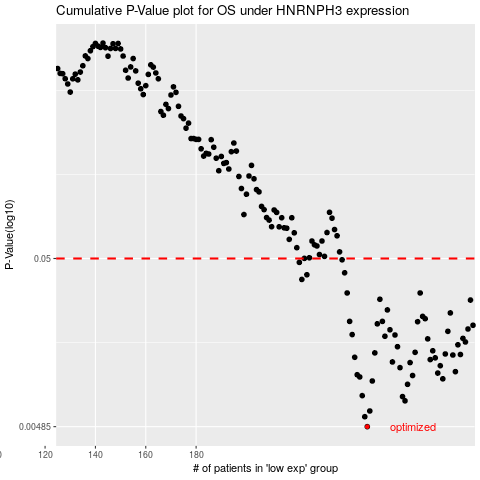 Cumulative P-Value plot for OS under HNRNPH3 expression
P-Value(log10)
0.05
0.00485
optimized
0
120
140
160
180
# of patients in 'low exp' group